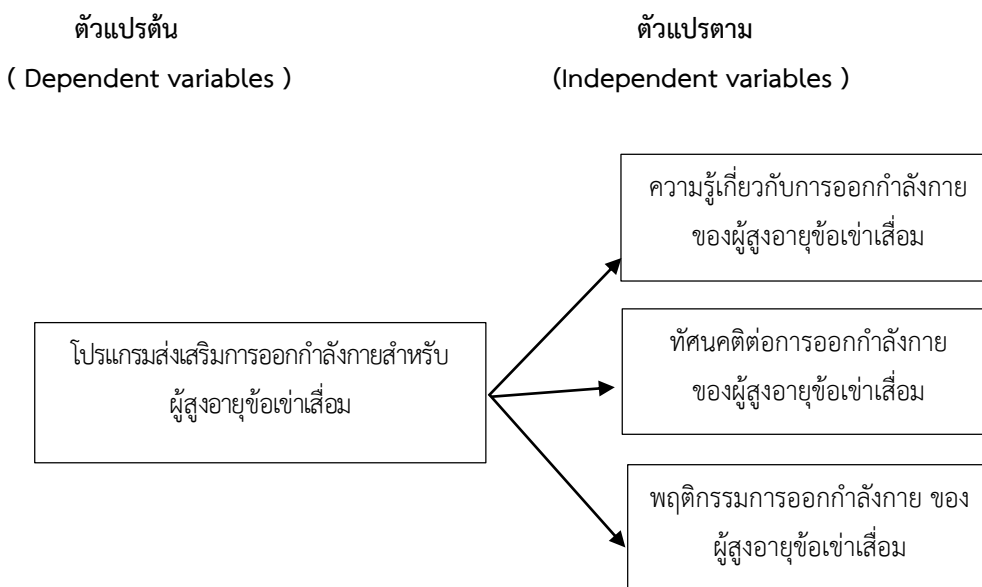 ตัวแปรต้น
ตัวแปรตาม
( Dependent variables )
(Independent variables )
ความรู้เกี่ยวกับการออกกำลังกาย
ของผู้สูงอายุข้อเข่าเสื่อม
โปรแกรมส่งเสริมการออกกำลังกายสำหรับ
ผู้สูงอายุข้อเข่าเสื่อม
ทัศนคติต่อการออกกำลังกาย
ของผู้สูงอายุข้อเข่าเสื่อม
พฤติกรรมการออกกำลังกาย ของ
ผู้สูงอายุข้อเข่าเสื่อม